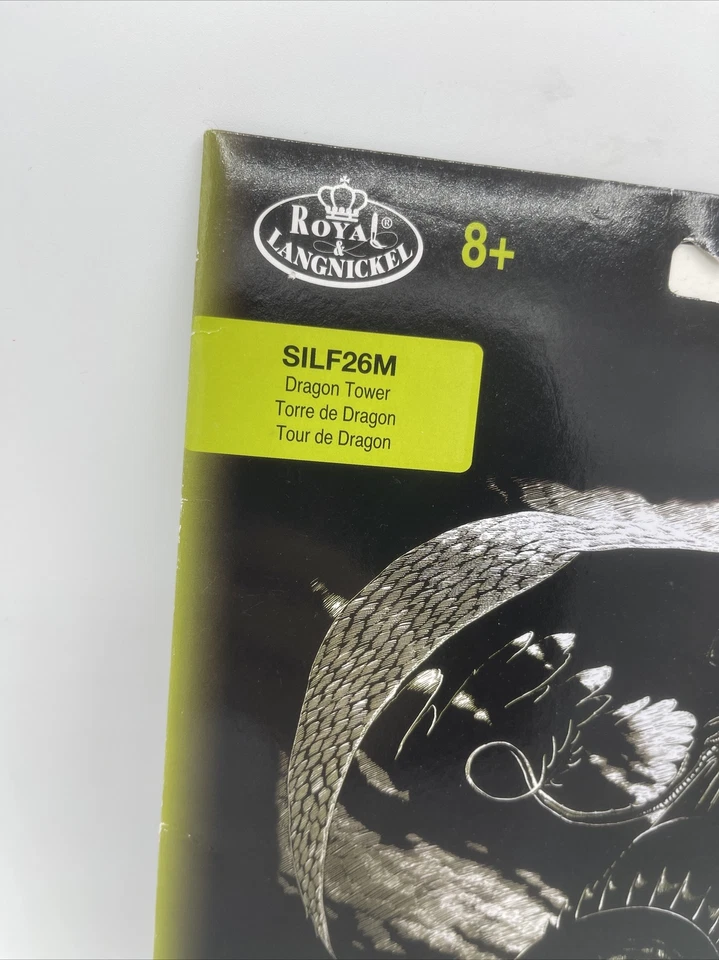 ROYAL®
&
LANGNICKEL
8+
SILF26M
Dragon Tower
Torre de Dragon
Tour de Dragon